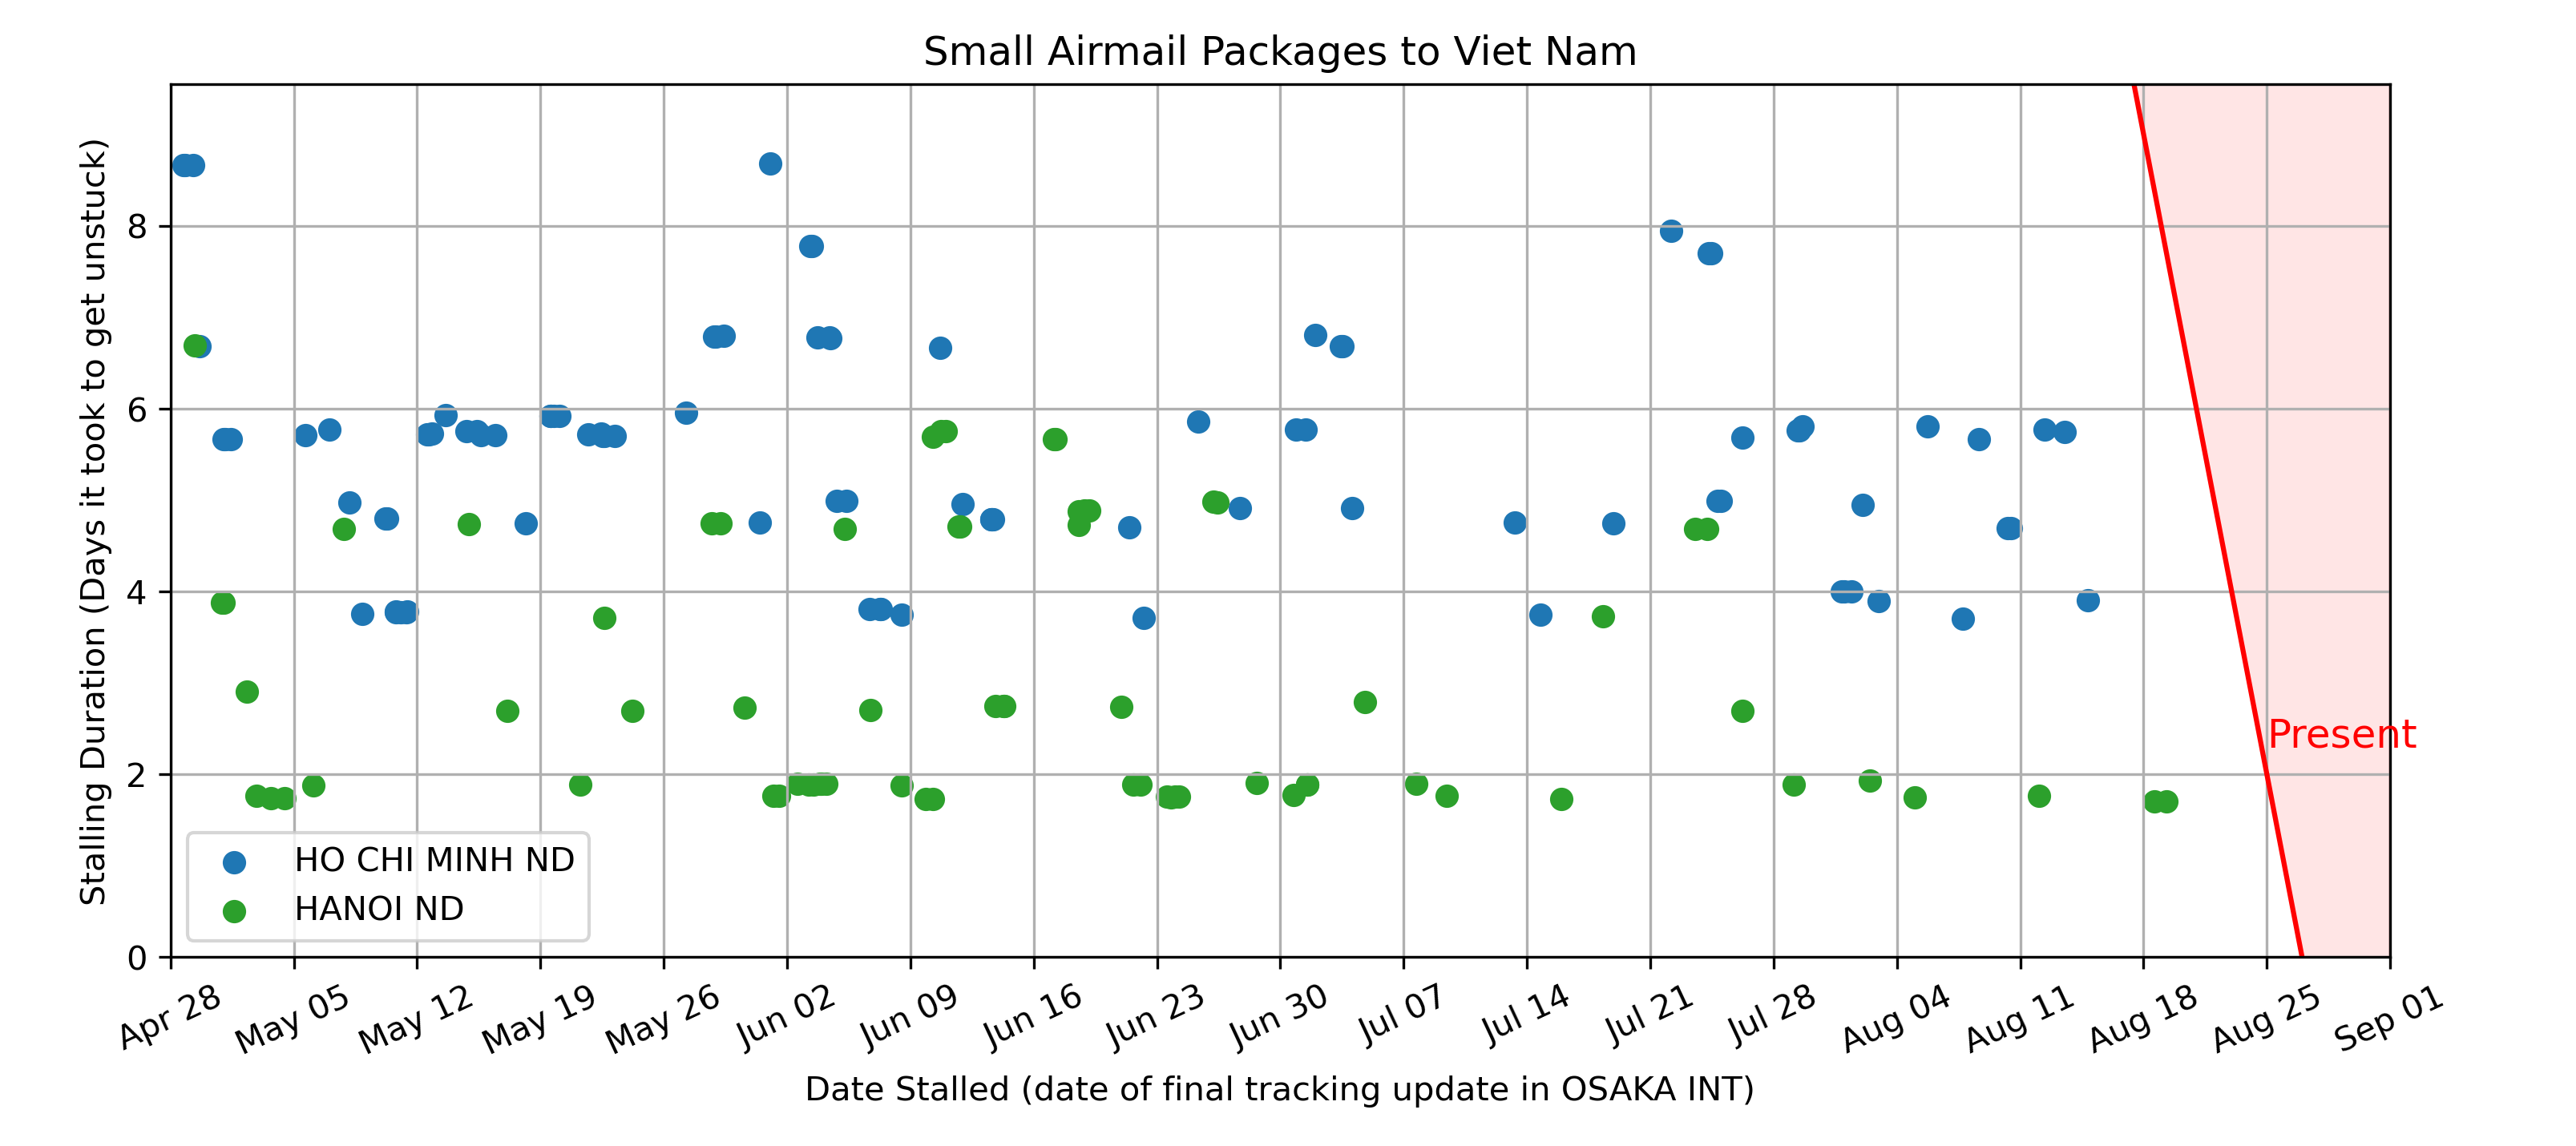 Small Airmail Packages to Viet Nam
Stalling Duration (Days it took to get unstuck)
8
6
4
2
0
Present
HO CHI MINH ND
HANOI ND
Apr 28
May 05
May 12
May 19
May 26
Jun 02
Jun 09
Jun 16
Jun 23
Jun 30
Jul 07
Jul 14
Jul 21
Jul 28
Aug 04
Aug 11
Aug 18
Aug 25
Sep 01
Date Stalled (date of final tracking update in OSAKA INT)